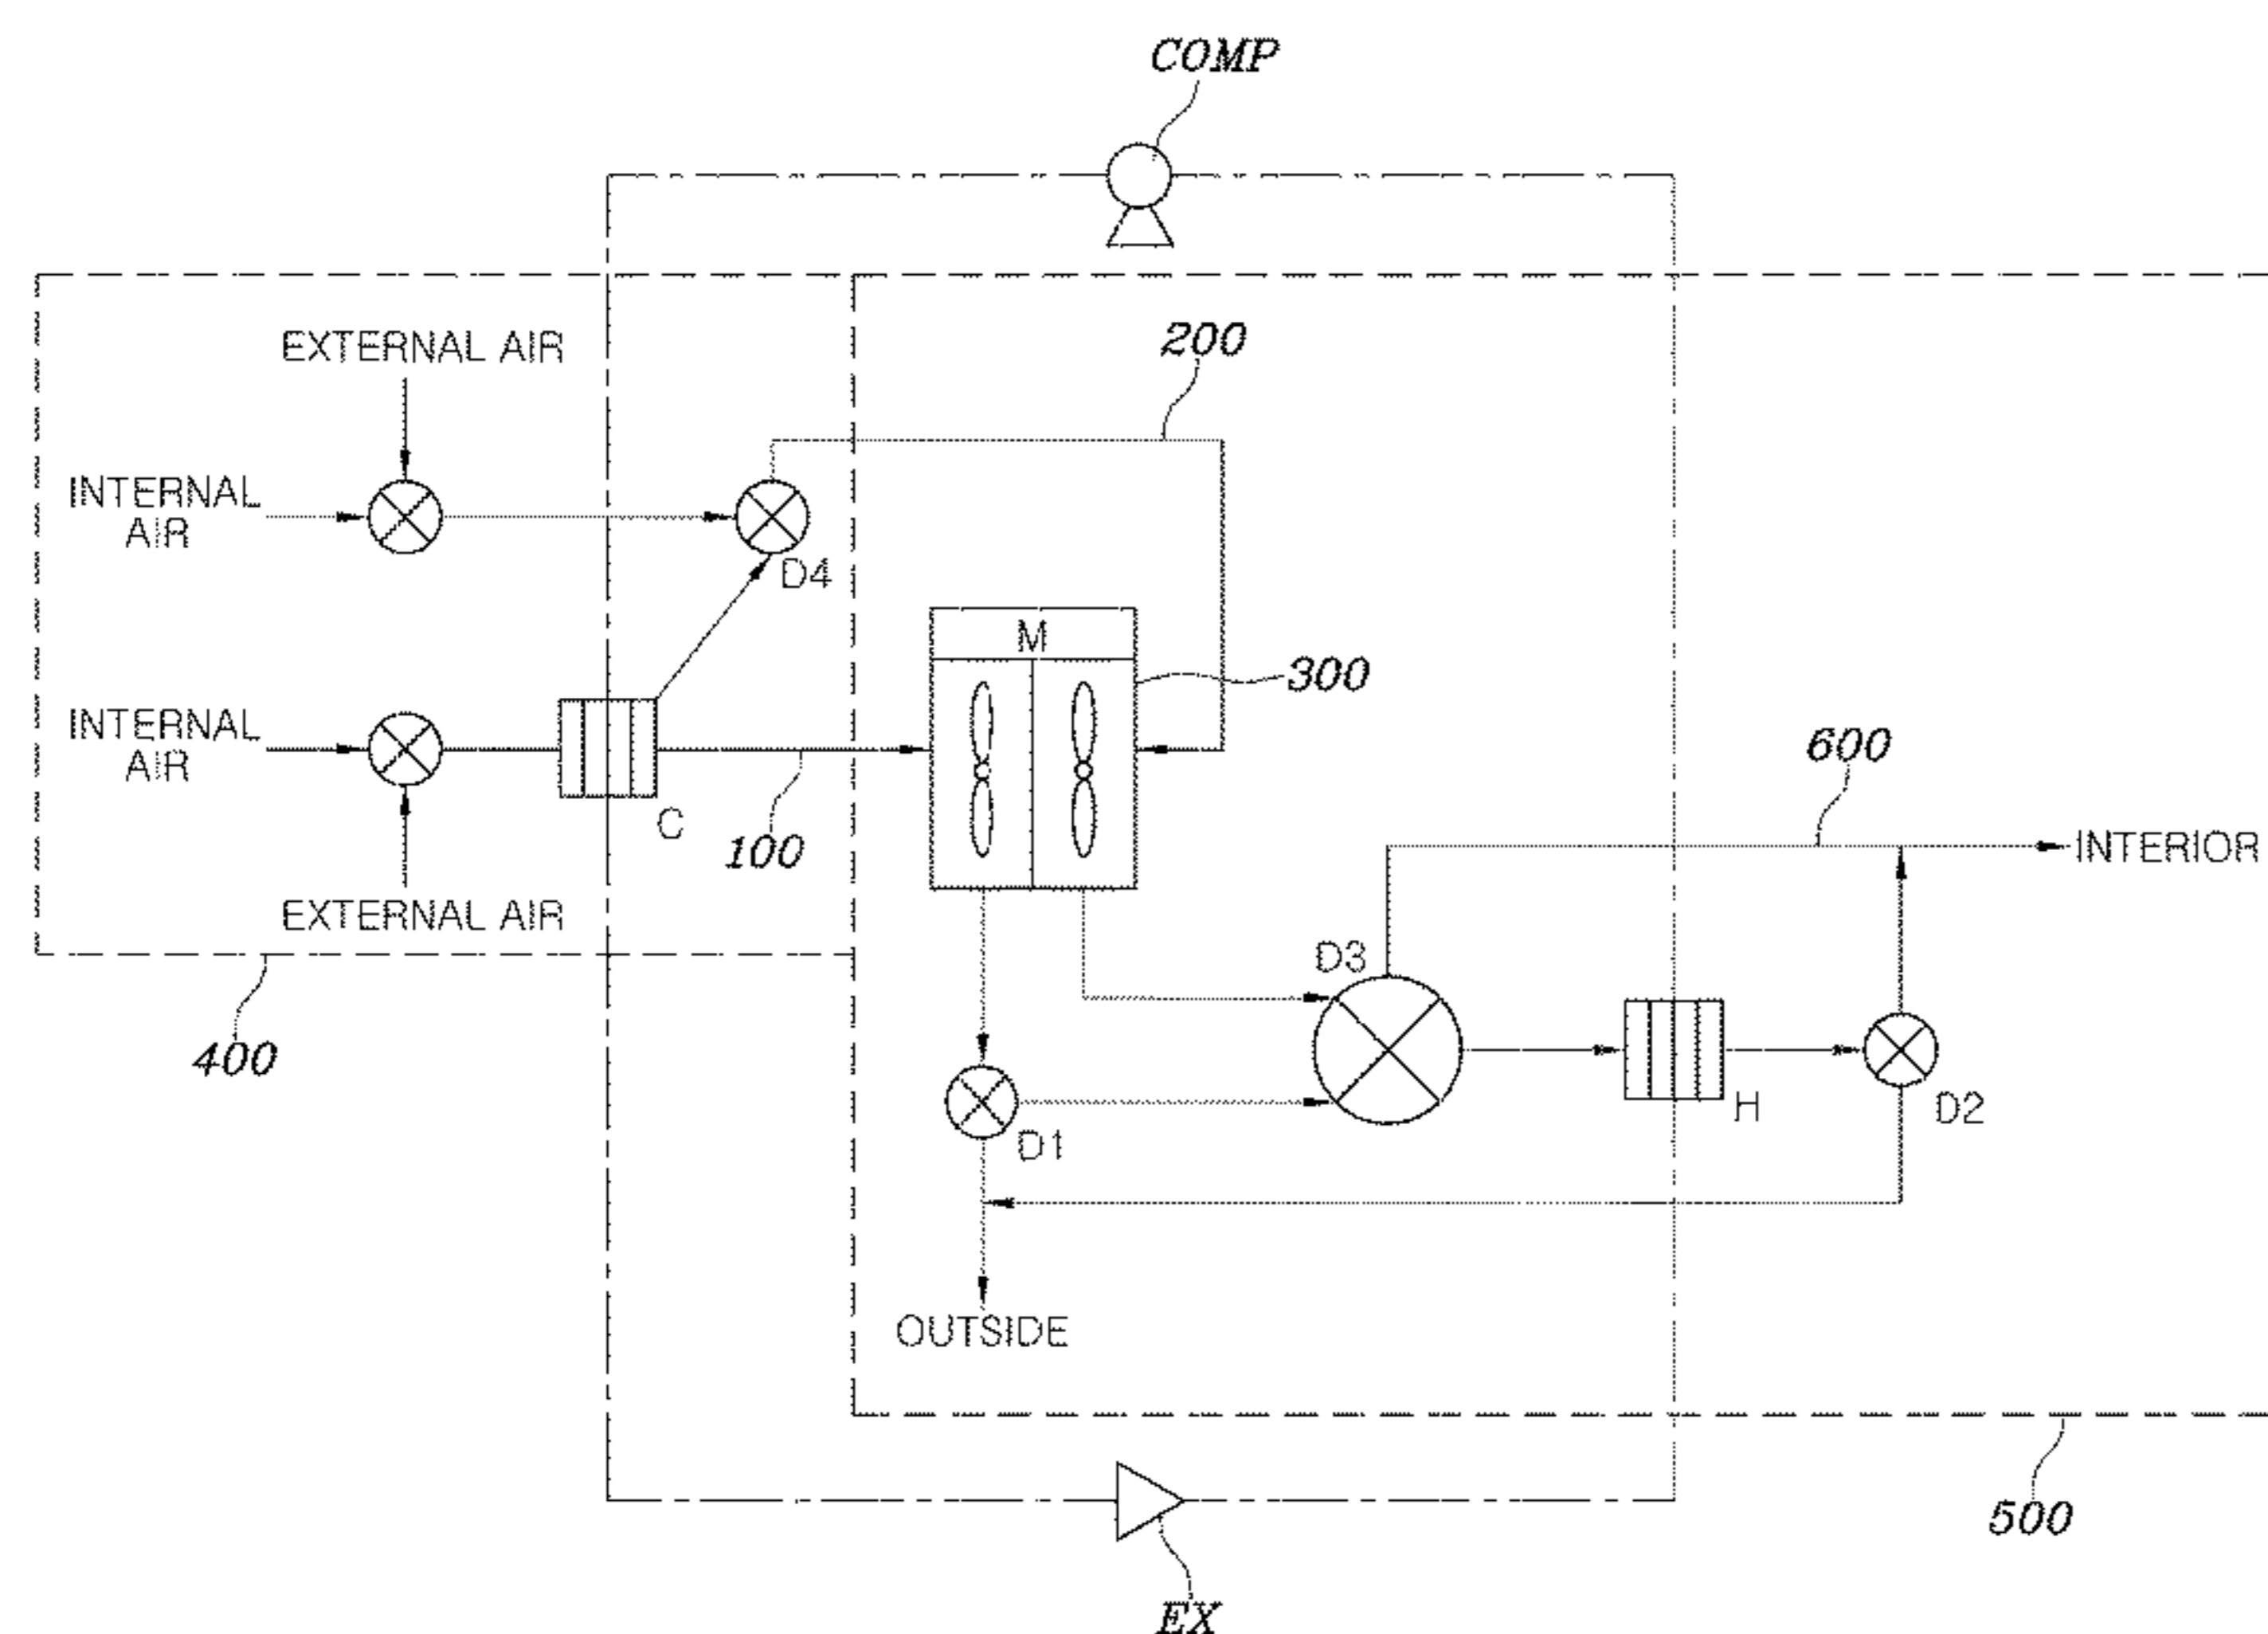 COMP
EXTERNAL AIR
200
INTERNAL
AIR
D4
M
300
INTERNAL
AIR
600
C
100
INTERIOR
EXTERNAL AIR
D3
400
H
D2
D1
OUTSIDE
500
EX